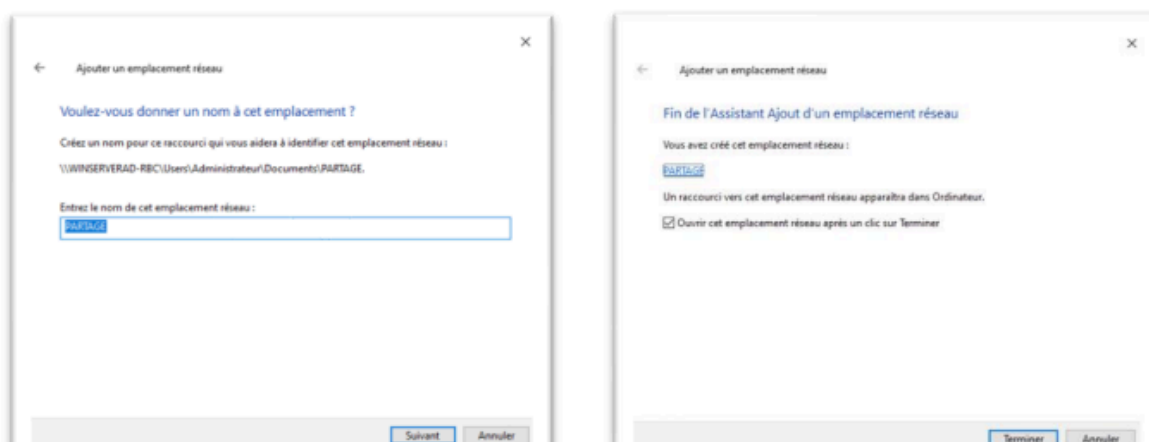 Ajouter un emplacement réseau
Voulez-vous donner un nom à cet emplacement ?
Créez un nom pour ce raccourci qui vous aidera à identifier cet emplacement réseau :
\\WINSERVERAD-RBC\Users\Administrateur\Documents\PARTAGE.
Entrez le nom de cet emplacement réseau :
PARTAGE
Suivant Annuler
Ajouter un emplacement réseau
Fin de l'Assistant Ajout d'un emplacement réseau
Vous avez créé cet emplacement réseau :
PARTAGE
Un raccourci vers cet emplacement réseau apparaîtra dans Ordinateur.
Ouvrir cet emplacement réseau après un clic sur Terminer
Terminer Annuler